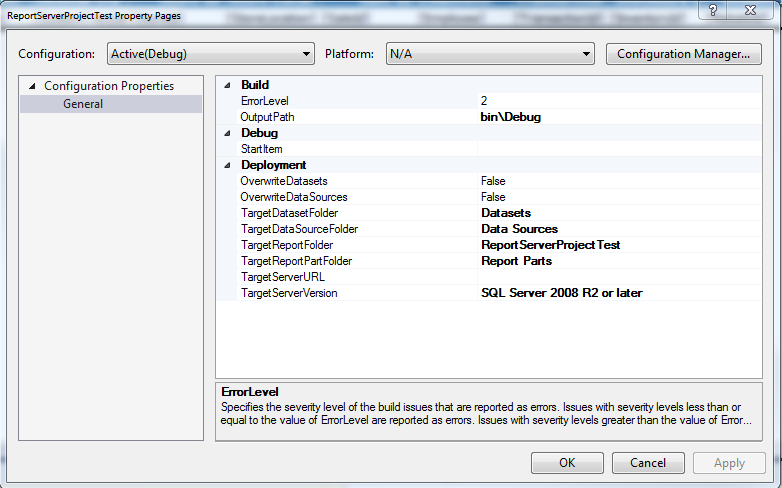 ReportServerProjectTest Property Pages
Configuration: Active(Debug) Platform: N/A Configuration Manager...
Configuration Properties
General
Build
ErrorLevel 2
OutputPath bin\Debug
Debug
StartItem
Deployment
OverwriteDatasets False
OverwriteDataSources False
TargetDatasetFolder Datasets
TargetDataSourceFolder Data Sources
TargetReportFolder ReportServerProjectTest
TargetReportPartFolder Report Parts
TargetServerURL
TargetServerVersion SQL Server 2008 R2 or later
ErrorLevel
Specifies the severity level of the build issues that are reported as errors. Issues with severity levels less than or
equal to the value of ErrorLevel are reported as errors. Issues with severity levels greater than the value of Error...
OK Cancel Apply